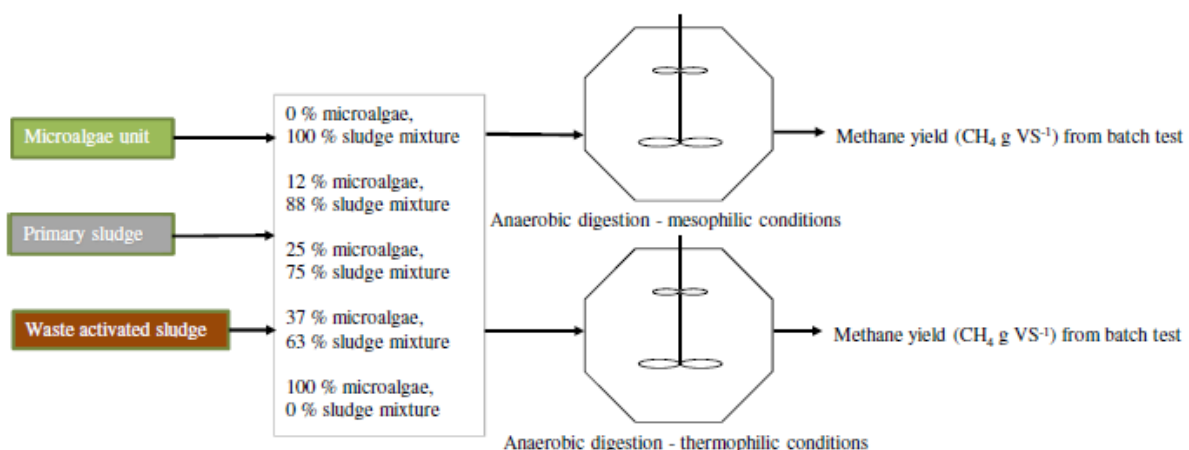 Microalgae unit
Primary sludge
Waste activated sludge
0 % microalgae,
100 % sludge mixture
12 % microalgae,
88 % sludge mixture
25 % microalgae,
75 % sludge mixture
37 % microalgae,
63 % sludge mixture
100 % microalgae,
0 % sludge mixture
Anaerobic digestion - mesophilic conditions
Methane yield (CH₄ g VS⁻¹) from batch test
Anaerobic digestion - thermophilic conditions
Methane yield (CH₄ g VS⁻¹) from batch test